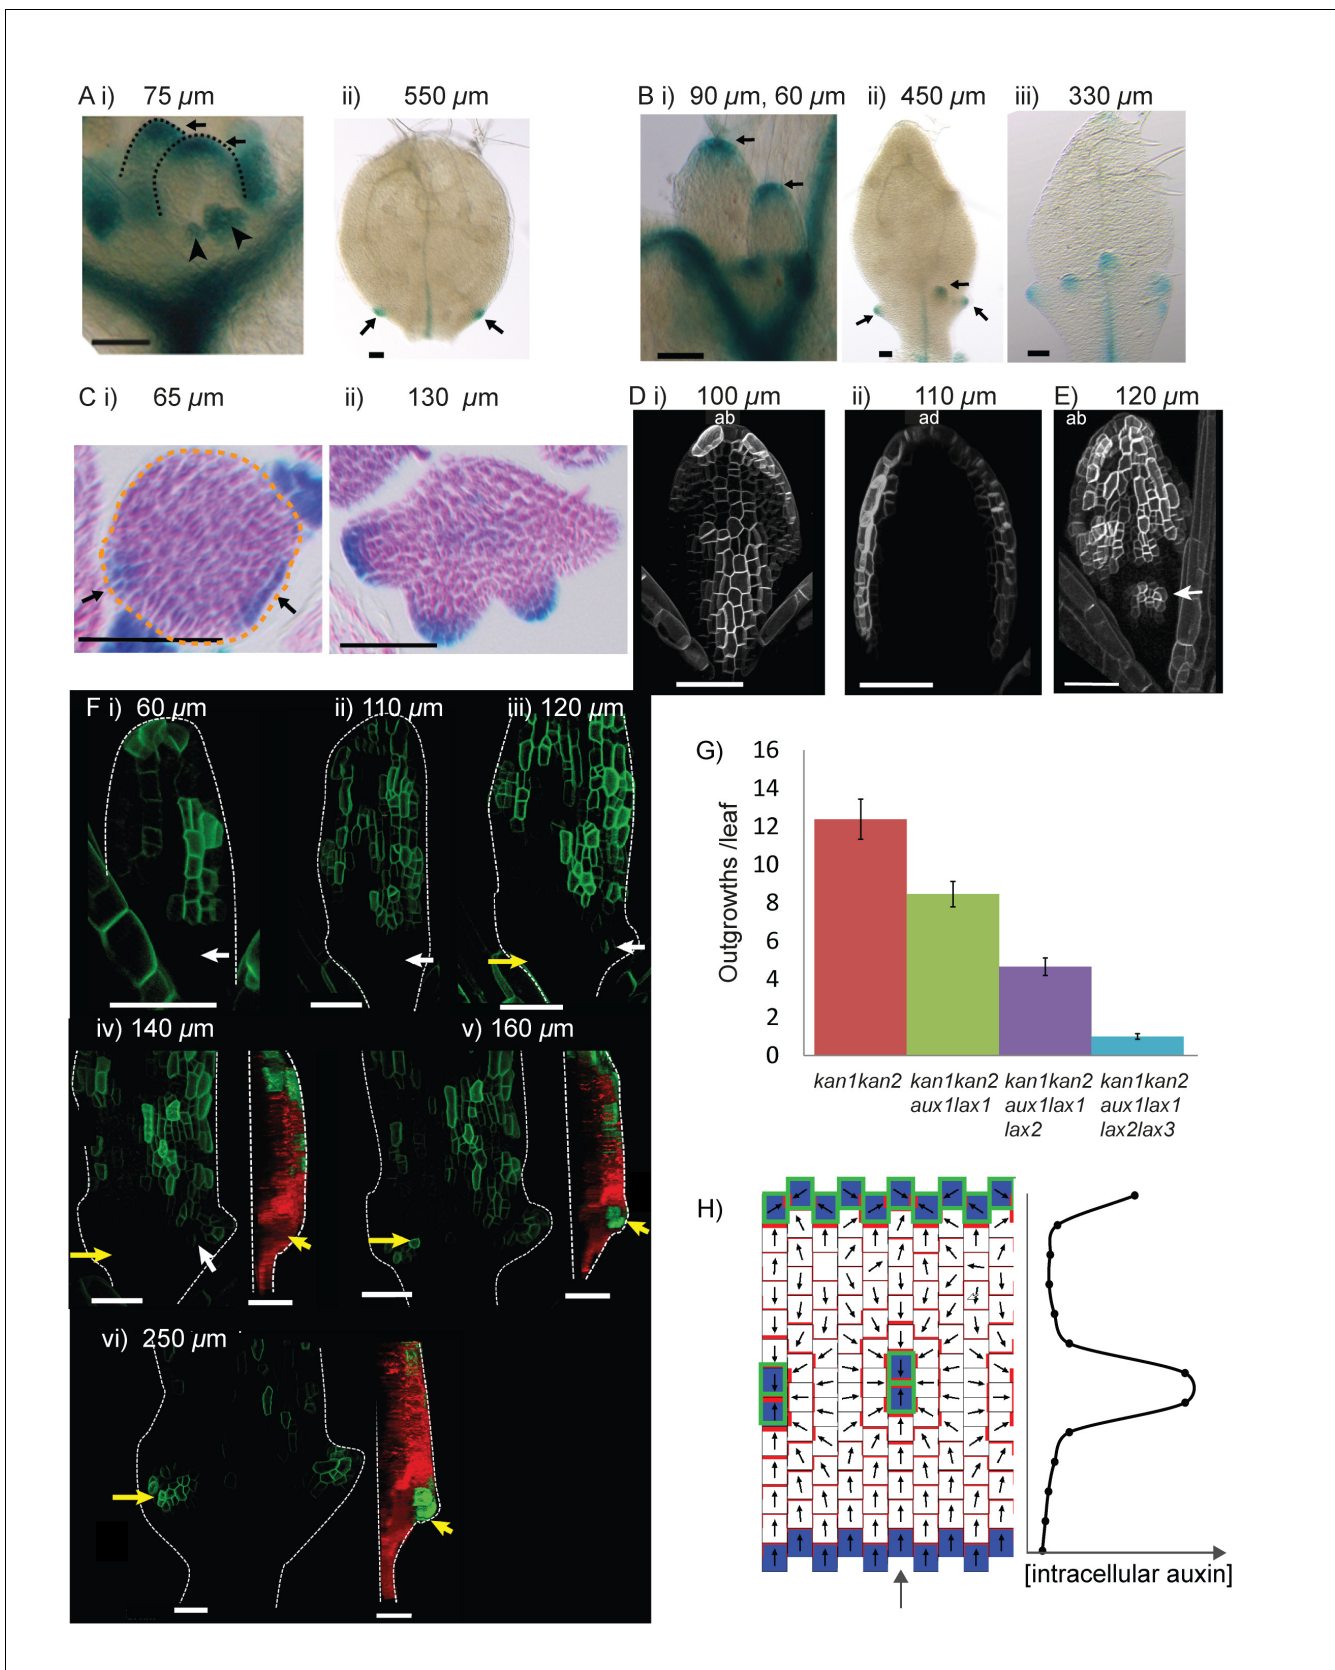 A i) 75 µm ii) 550 µm B i) 90 µm, 60 µm ii) 450 µm iii) 330 µm
C i) 65 µm ii) 130 µm D i) 100 µm ii) 110 µm E) 120 µm
ab ad ab
F i) 60 µm ii) 110 µm iii) 120 µm
iv) 140 µm v) 160 µm
vi) 250 µm
G)
Outgrowths /leaf
16
14
12
10
8
6
4
2
0
kan1kan2 kan1kan2 kan1kan2 kan1kan2
aux1lax1 aux1lax1 aux1lax1
lax2 lax2lax3
H)
[intracellular auxin]